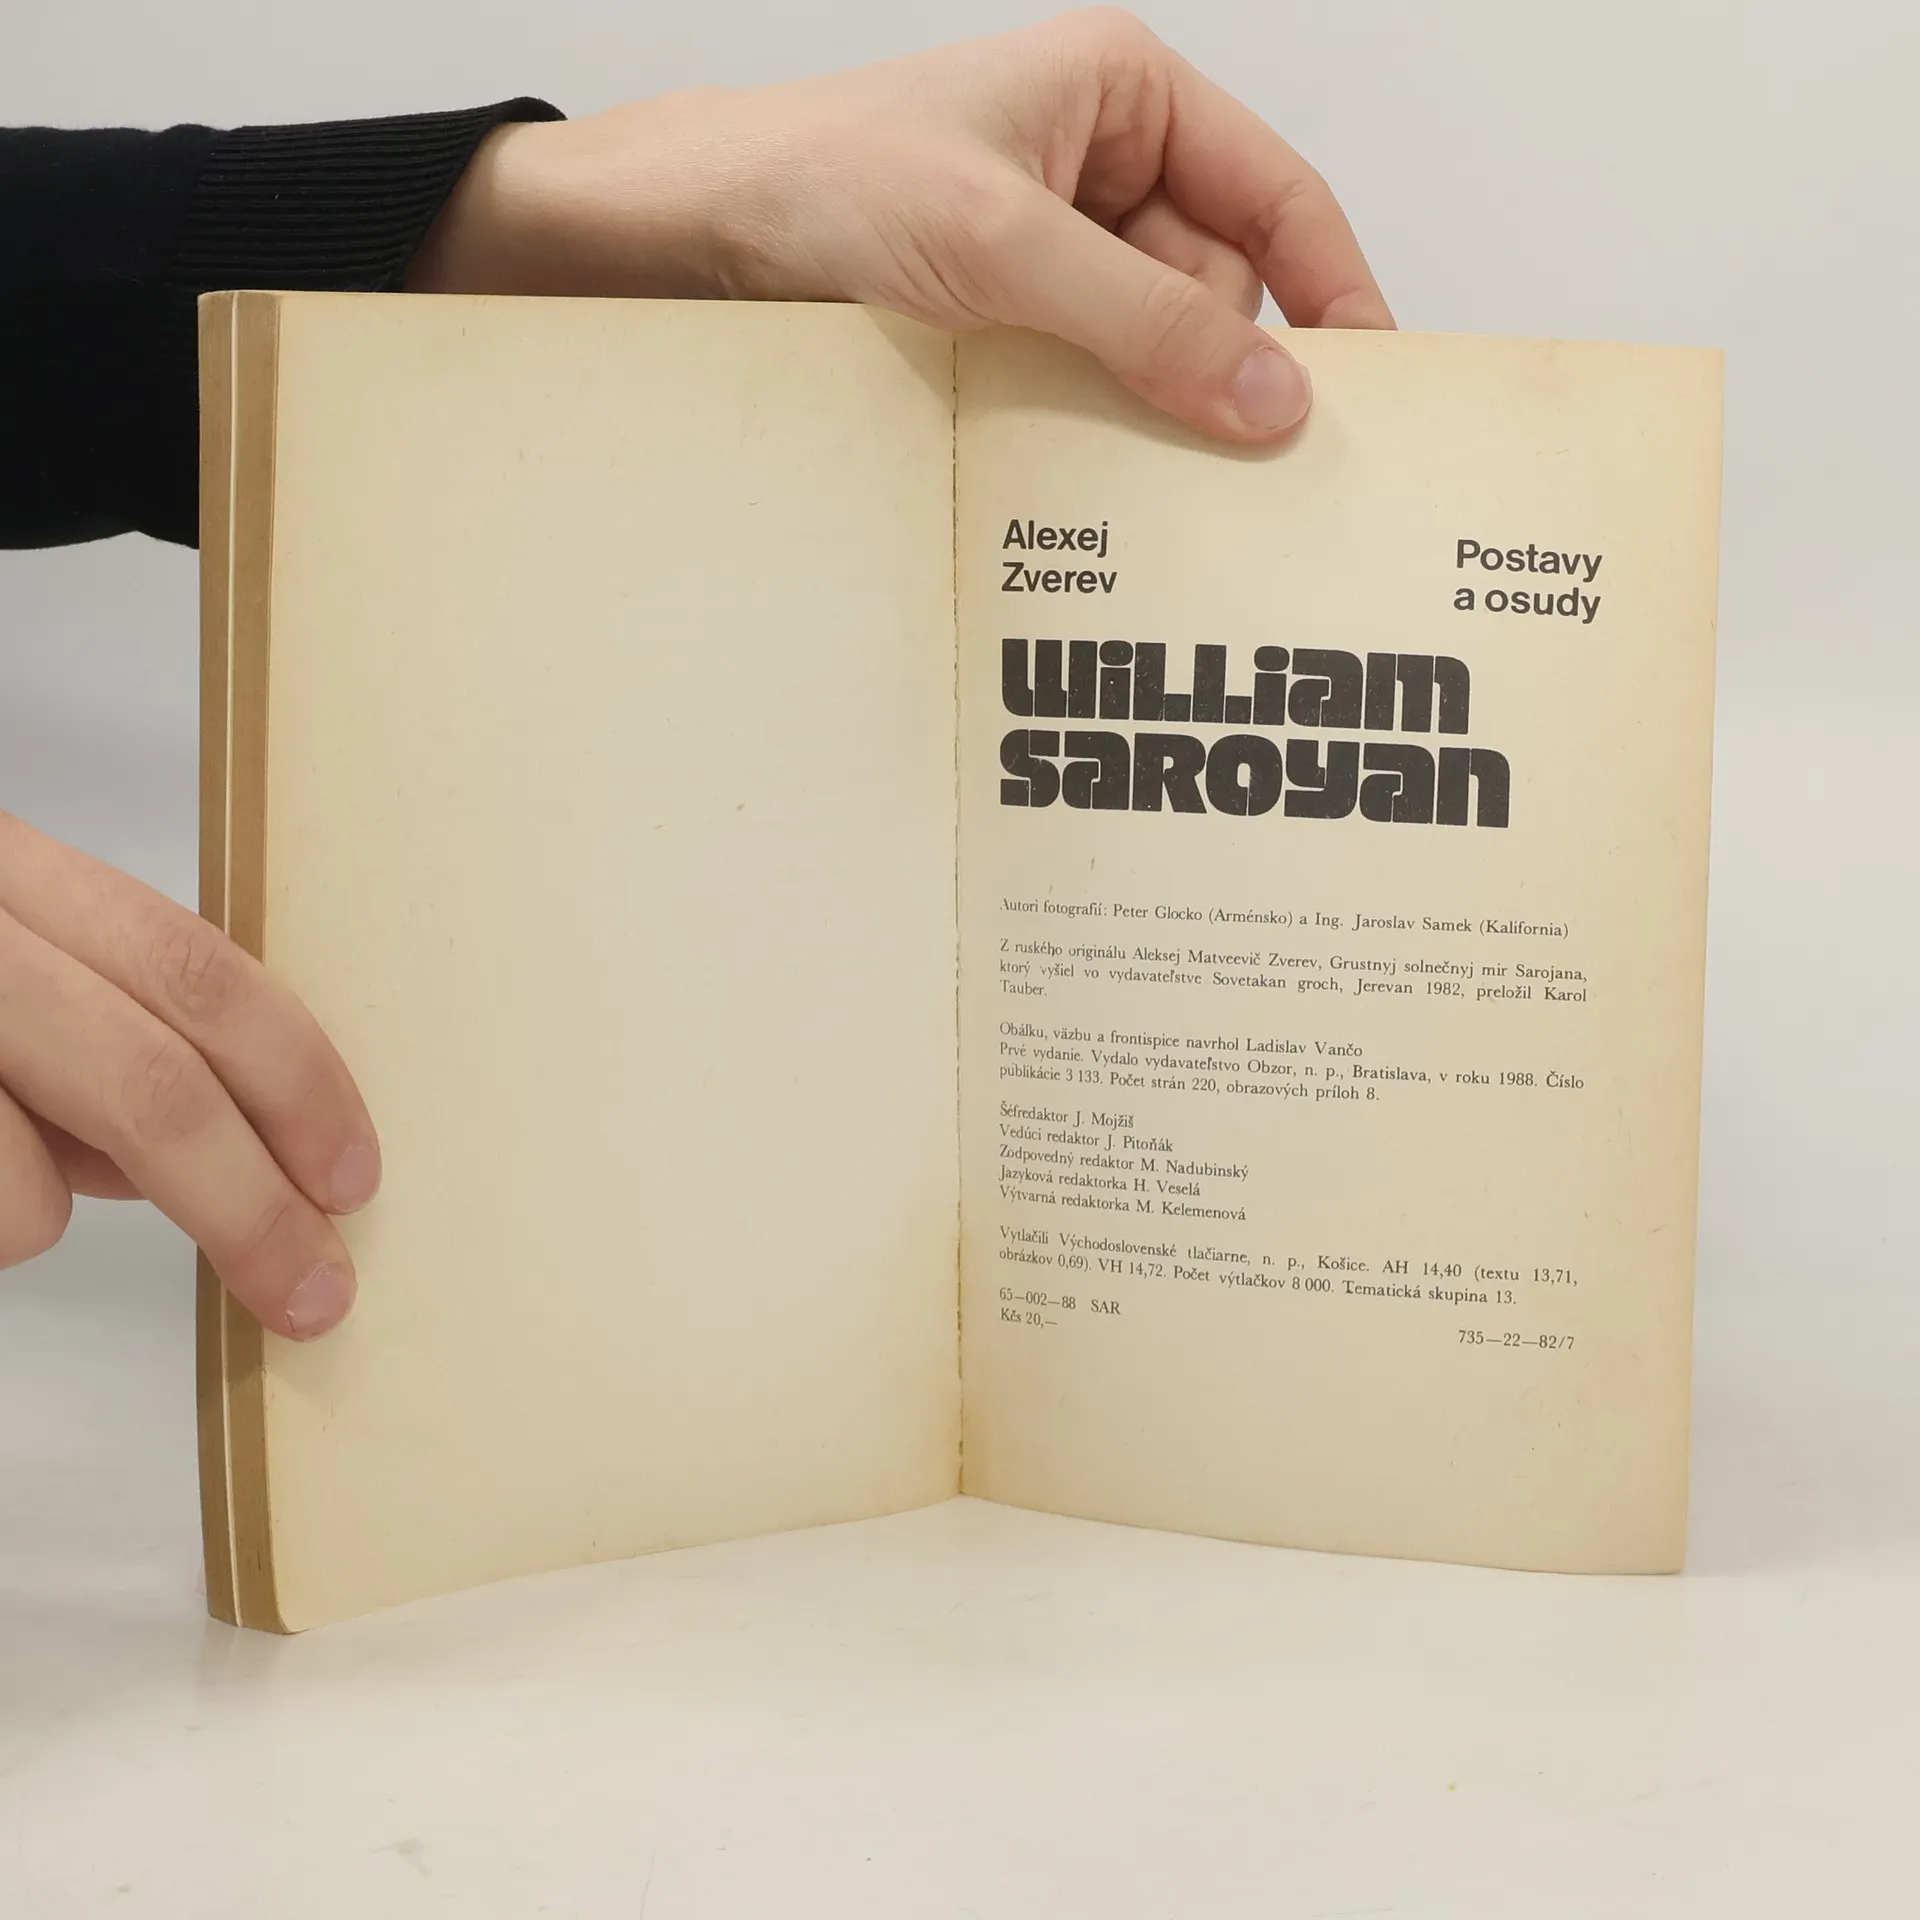 Alexej
Zverev
Postavy
a osudy
William
Saroyan
Autori fotografií: Peter Glocko (Arménsko) a Ing. Jaroslav Samek (Kalifornia)
Z ruského originálu Aleksej Matveevič Zverev, Grustnyj solnečnyj mir Sarojana,
ktorý vyšiel vo vydavateľstve Sovetakan groch, Jerevan 1982, preložil Karol
Tauber.
Obálku, väzbu a frontispice navrhol Ladislav Vančo
Prvé vydanie. Vydalo vydavateľstvo Obzor, n. p., Bratislava, v roku 1988. Číslo
publikácie 3 133. Počet strán 220, obrazových príloh 8.
Šéfredaktor J. Mojžiš
Vedúci redaktor J. Pitoňák
Zodpovedný redaktor M. Nadubinský
Jazyková redaktorka H. Veselá
Výtvarná redaktorka M. Kelemenová
Vytlačili Východoslovenské tlačiarne, n. p., Košice. AH 14,40 (textu 13,71,
obrázkov 0,69). VH 14,72. Počet výtlačkov 8 000. Tematická skupina 13.
65—002—88 SAR
Kčs 20,—
735—22—82/7